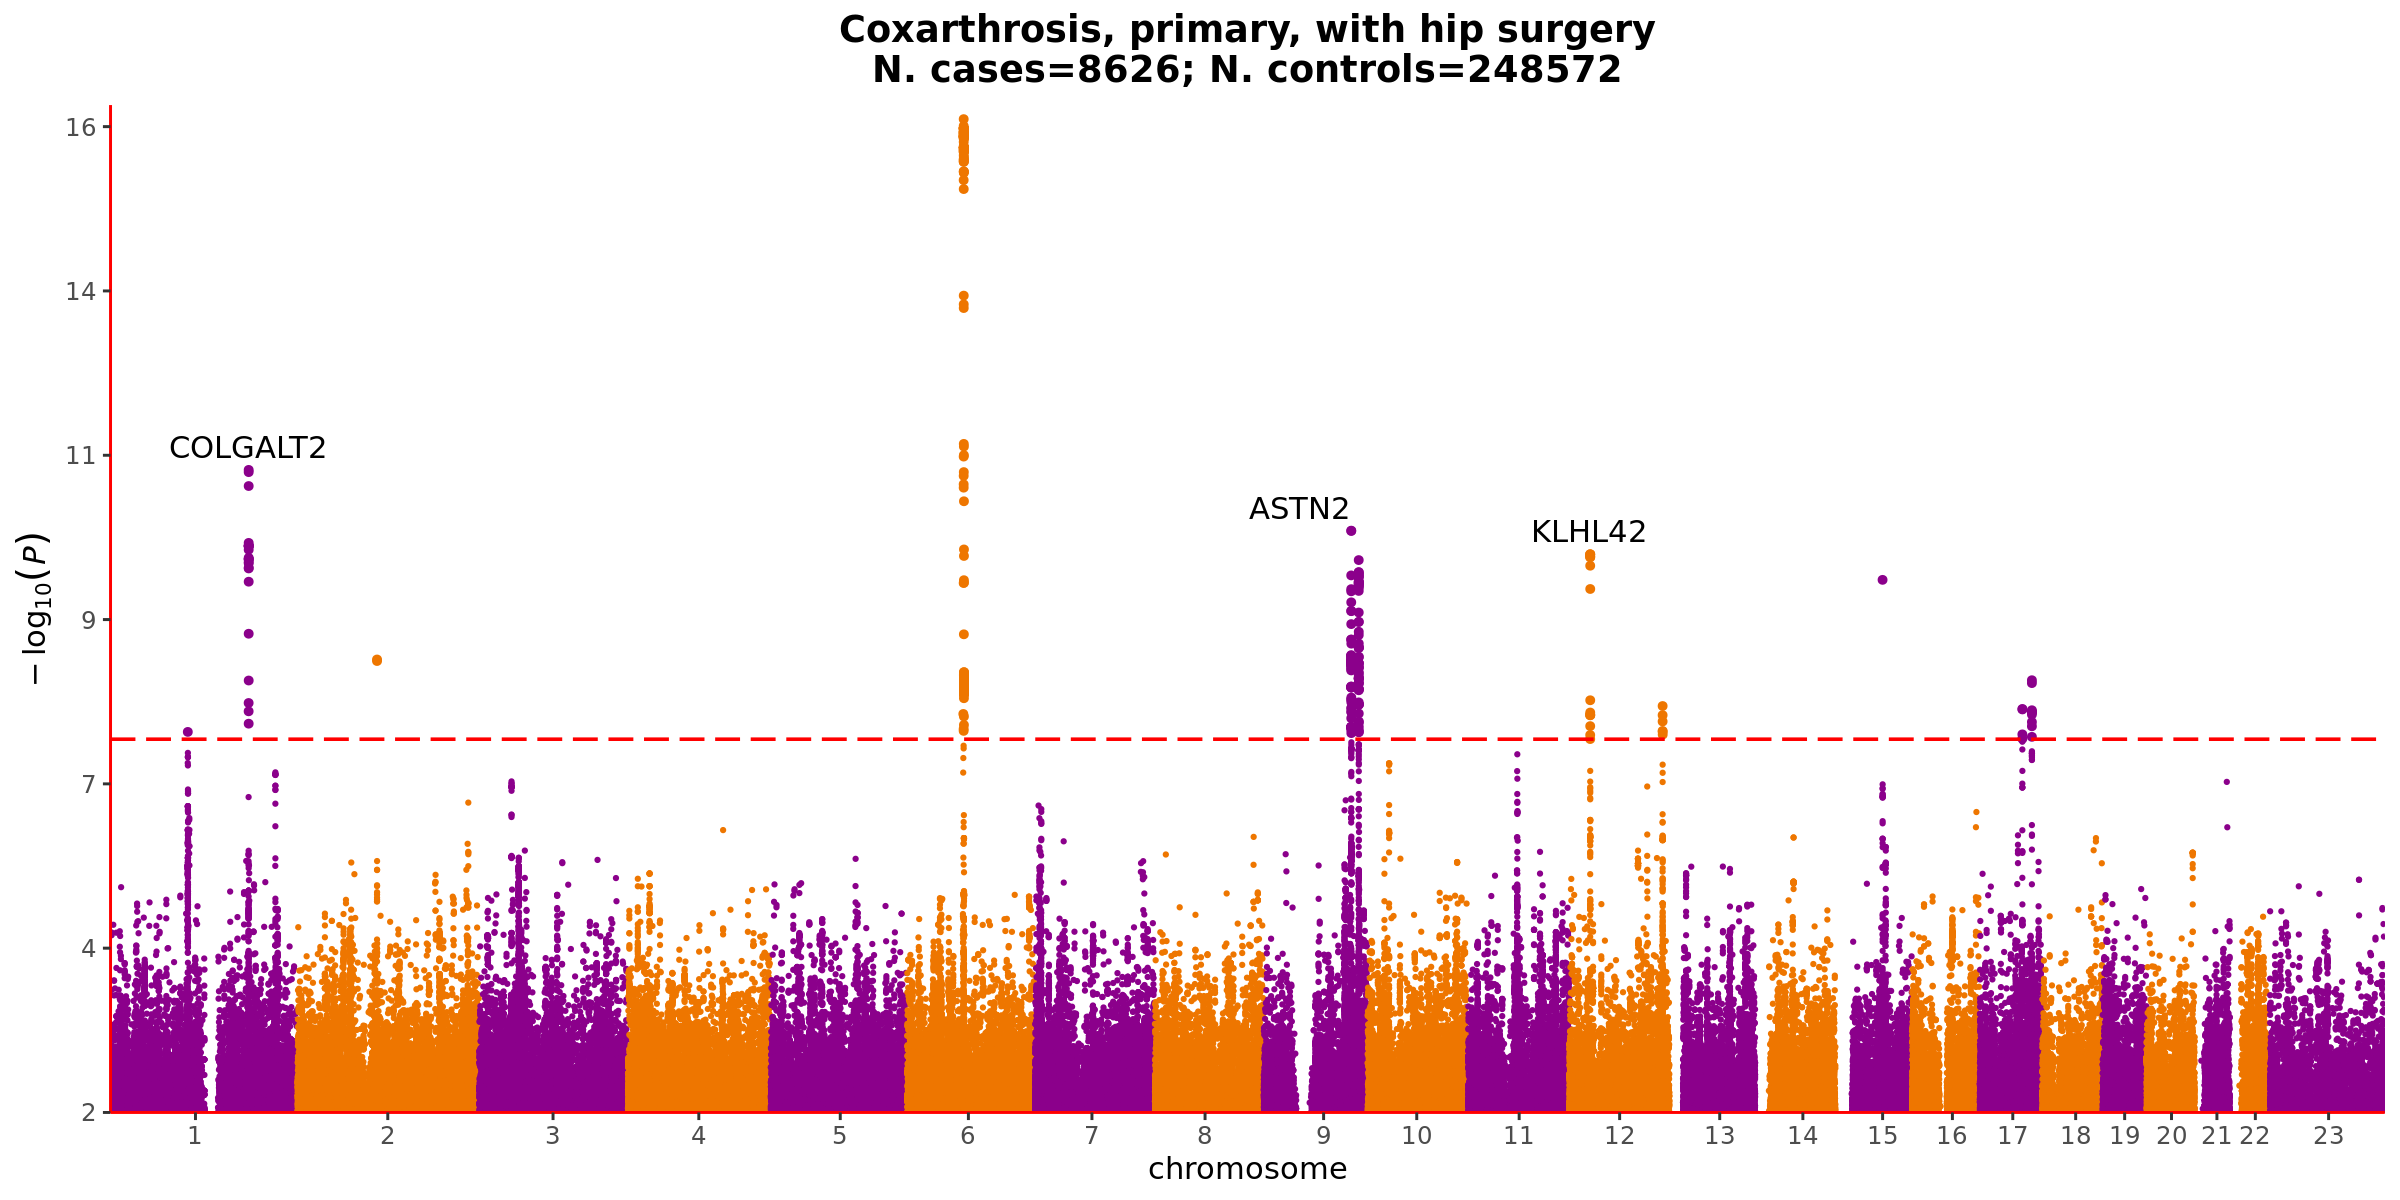 Coxarthrosis, primary, with hip surgery
N. cases=8626; N. controls=248572
16
14
11
9
7
4
2
−log₁₀(P)
COLGALT2
ASTN2
KLHL42
1 2 3 4 5 6 7 8 9 10 11 12 13 14 15 16 17 18 19 20 21 22 23
chromosome